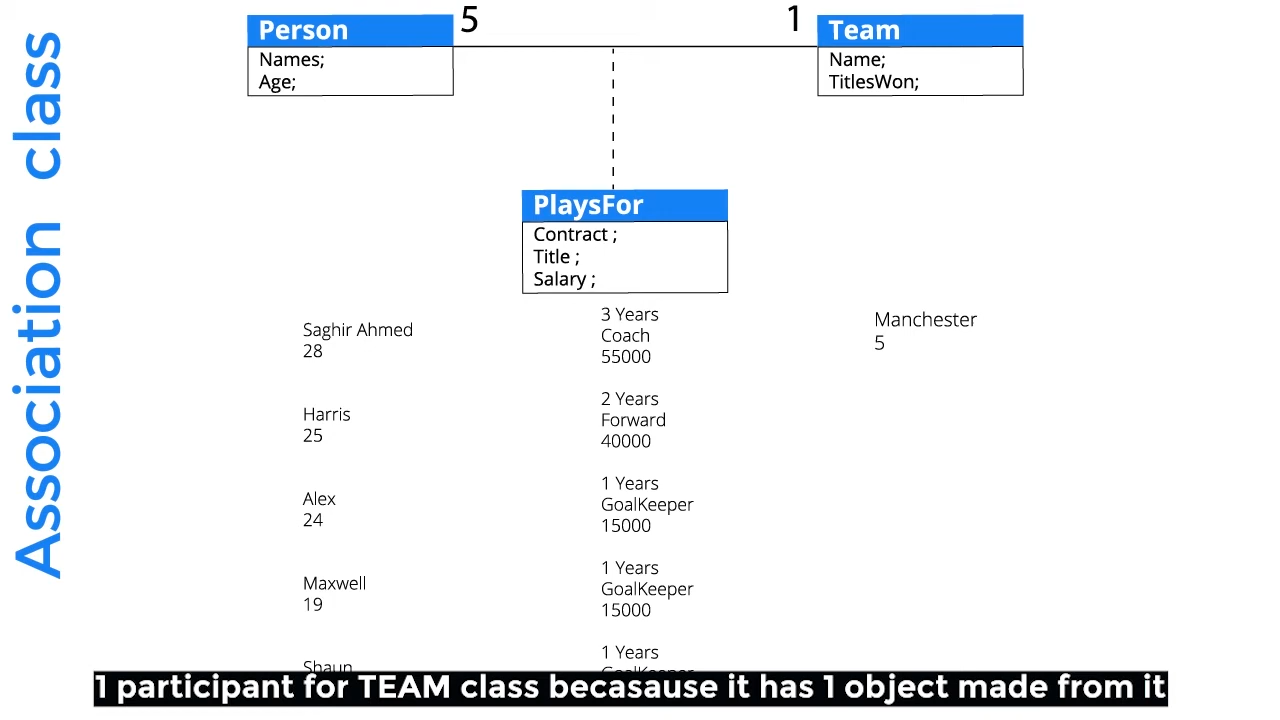 Association class
5
1
Person
Names;
Age;
Team
Name;
TitlesWon;
PlaysFor
Contract ;
Title ;
Salary ;
Saghir Ahmed
28
3 Years
Coach
55000
Manchester
5
Harris
25
2 Years
Forward
40000
Alex
24
1 Years
GoalKeeper
15000
Maxwell
19
1 Years
GoalKeeper
15000
Shaun
1 Years
GoalKeeper
1 participant for TEAM class becasause it has 1 object made from it